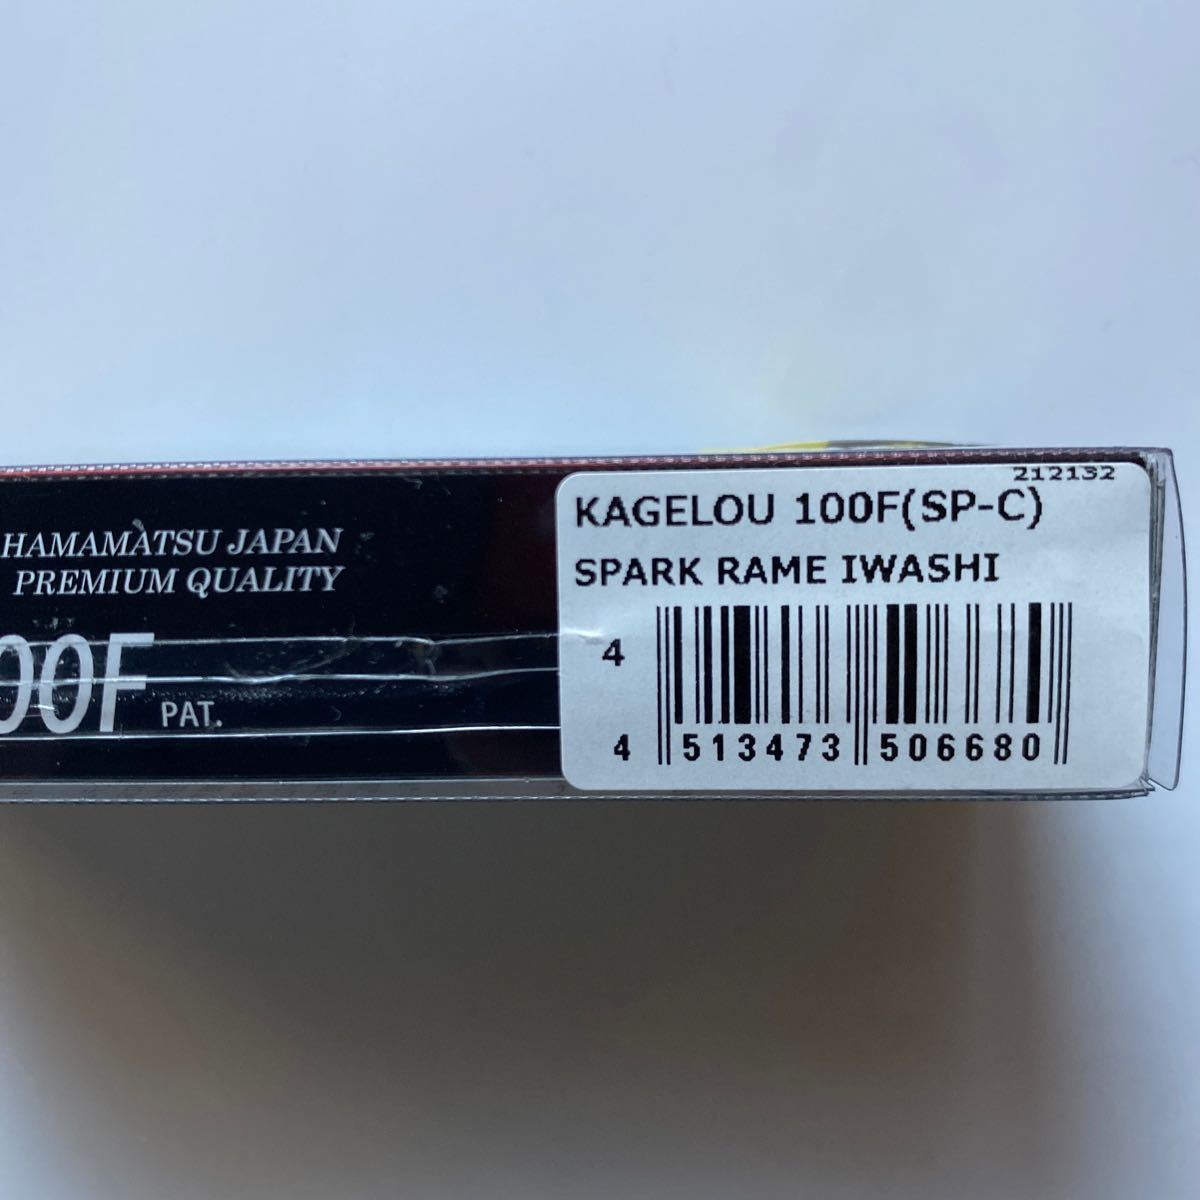 HAMAMATSU JAPAN
PREMIUM QUALITY
00F PAT.
212132
KAGELOU 100F(SP-C)
SPARK RAME IWASHI
4
4 513473 506680